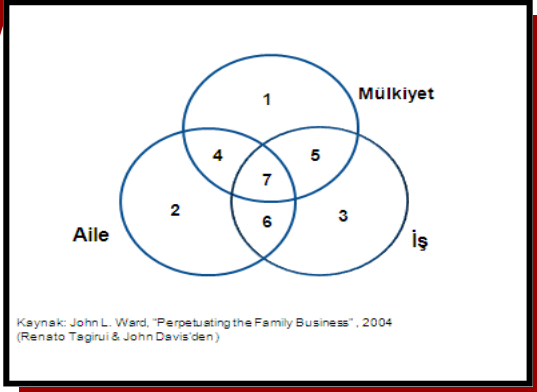 1
Mülkiyet
4
5
7
2
6
3
Aile
İş
Kaynak: John L. Ward, "Perpetuating the Family Business" , 2004
(Renato Tagirui & John Davis'den )